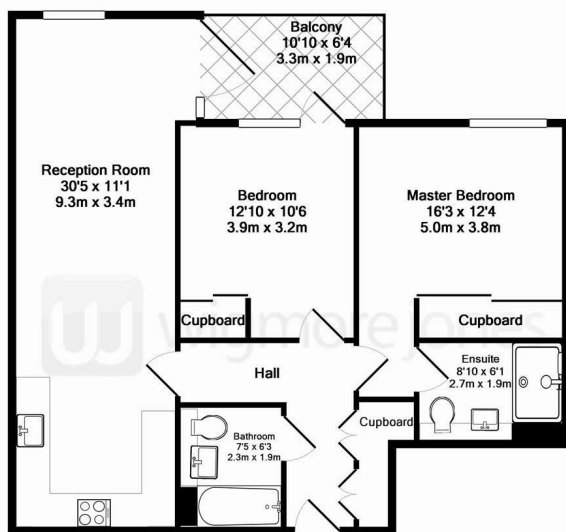 Balcony
10'10 x 6'4
3.3m x 1.9m
Reception Room
30'5 x 11'1
9.3m x 3.4m
Bedroom
12'10 x 10'6
3.9m x 3.2m
Master Bedroom
16'3 x 12'4
5.0m x 3.8m
wigmore jones
Cupboard
Cupboard
Hall
Ensuite
8'10 x 6'1
2.7m x 1.9m
Cupboard
Bathroom
7'5 x 6'3
2.3m x 1.9m